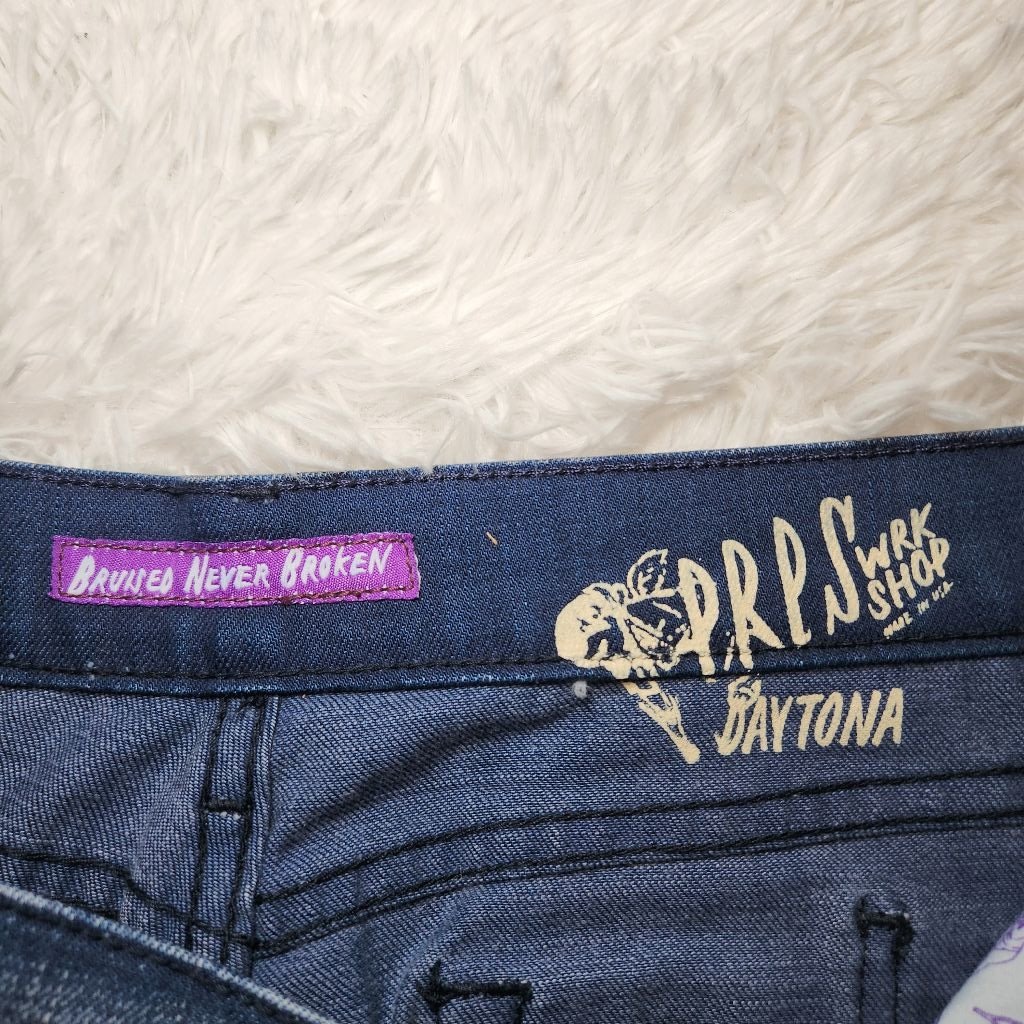 BRUISED NEVER BROKEN
PRPS WRK
SHOP
MADE IN U.S.A.
DAYTONA